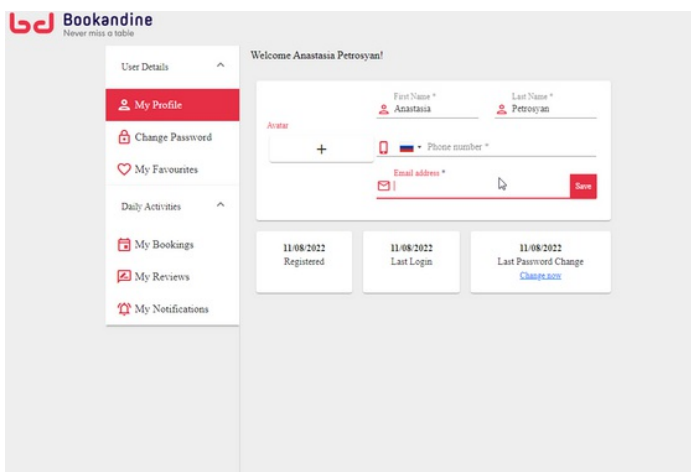 bd Bookandine
Never miss a table
User Details
My Profile
Change Password
My Favourites
Daily Activities
My Bookings
My Reviews
My Notifications
Welcome Anastasia Petrosyan!
Avatar
+
First Name *
Anastasia
Last Name *
Petrosyan
Phone number *
Email address *
Save
11/08/2022
Registered
11/08/2022
Last Login
11/08/2022
Last Password Change
Change now